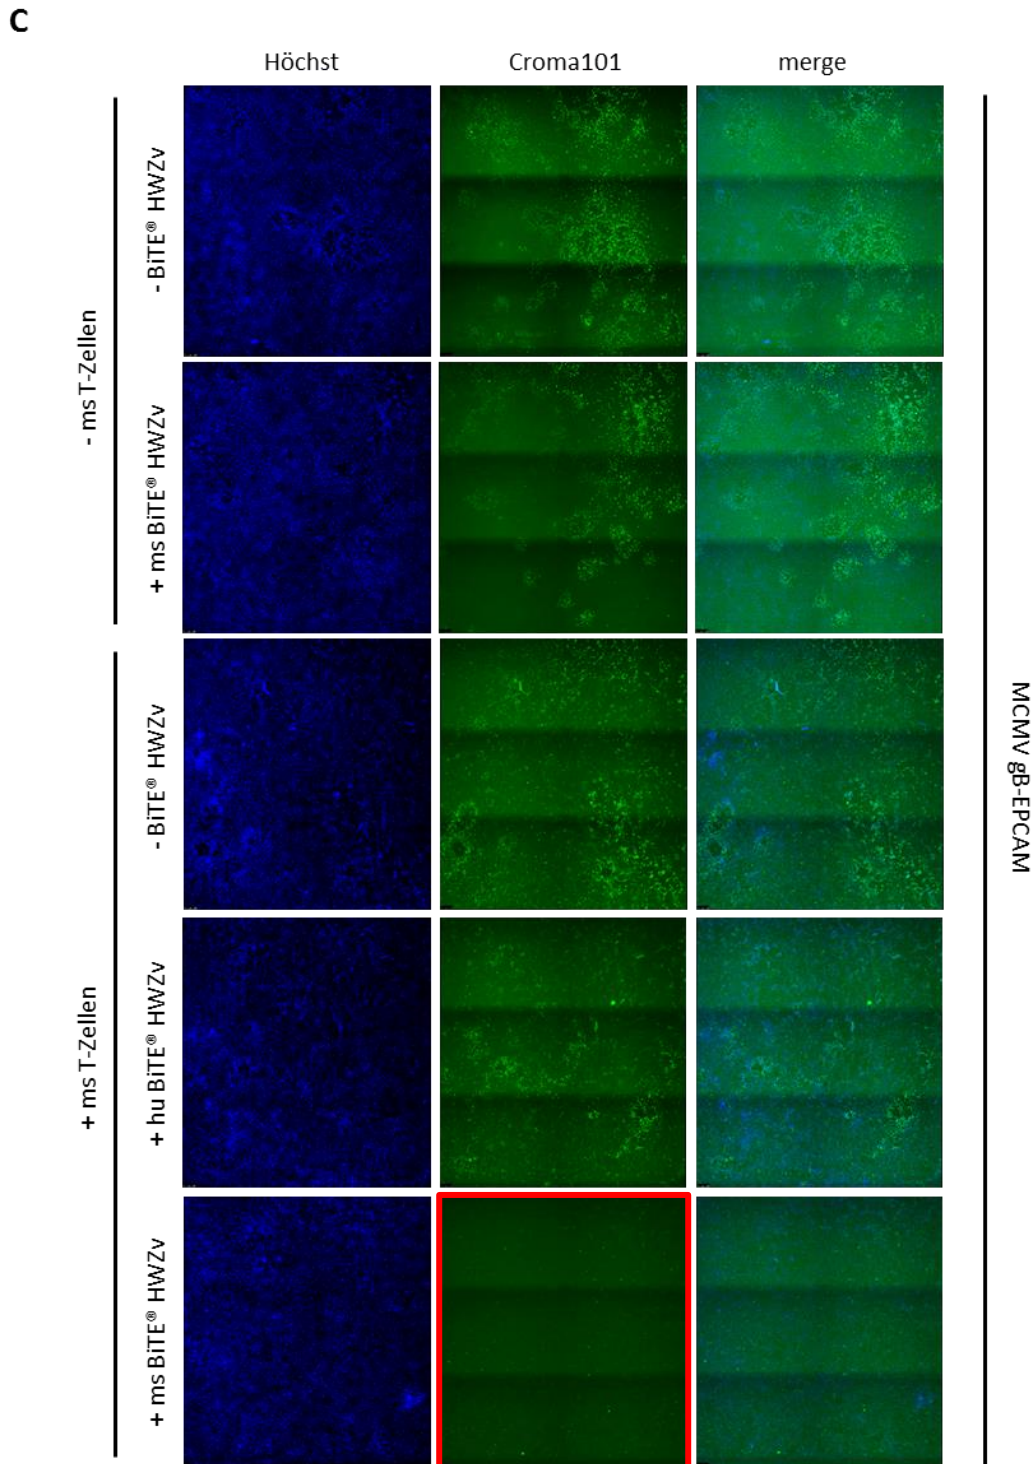 C
Höchst Croma101 merge
- ms T-Zellen
- BiTE® HWZv
+ ms BiTE® HWZv
+ ms T-Zellen
- BiTE® HWZv
+ hu BiTE® HWZv
+ ms BiTE® HWZv
MCMV gB-EPCAM